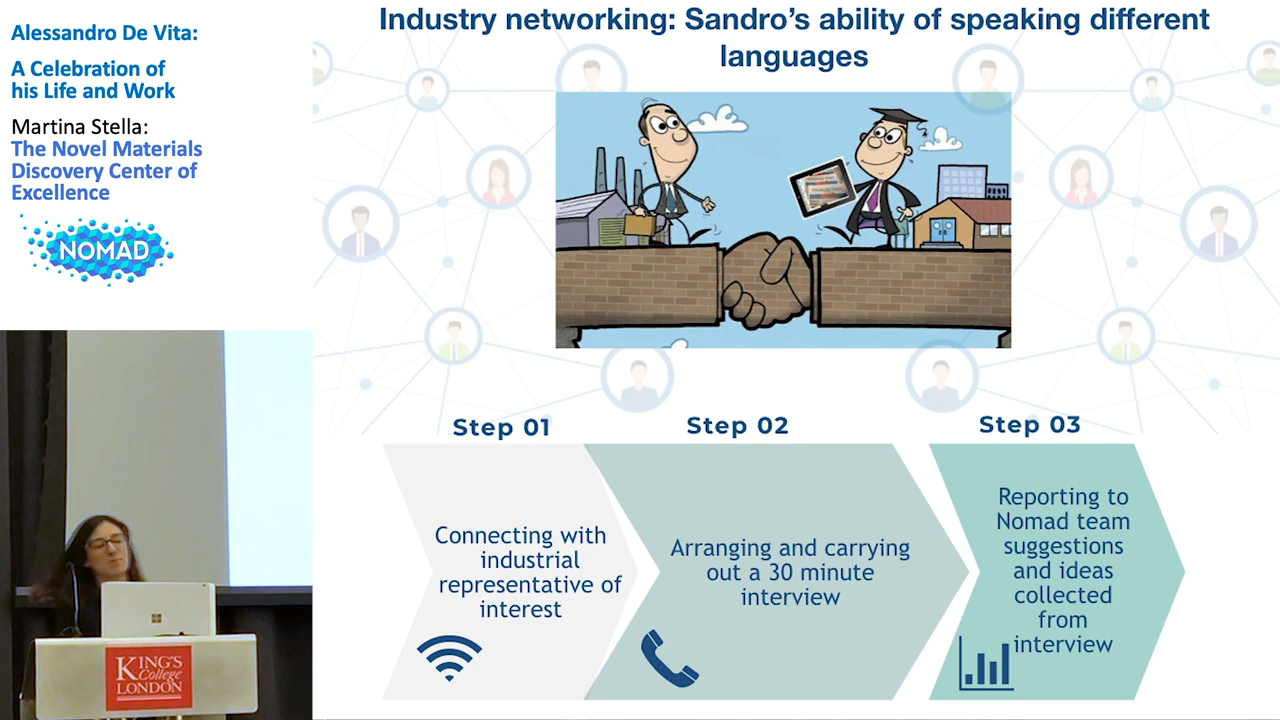 Alessandro De Vita:
A Celebration of
his Life and Work
Martina Stella:
The Novel Materials
Discovery Center of
Excellence
NOMAD
Industry networking: Sandro's ability of speaking different
languages
Step 01
Connecting with
industrial
representative of
interest
Step 02
Arranging and carrying
out a 30 minute
interview
Step 03
Reporting to
Nomad team
suggestions
and ideas
collected
from
interview
KING'S
College
LONDON